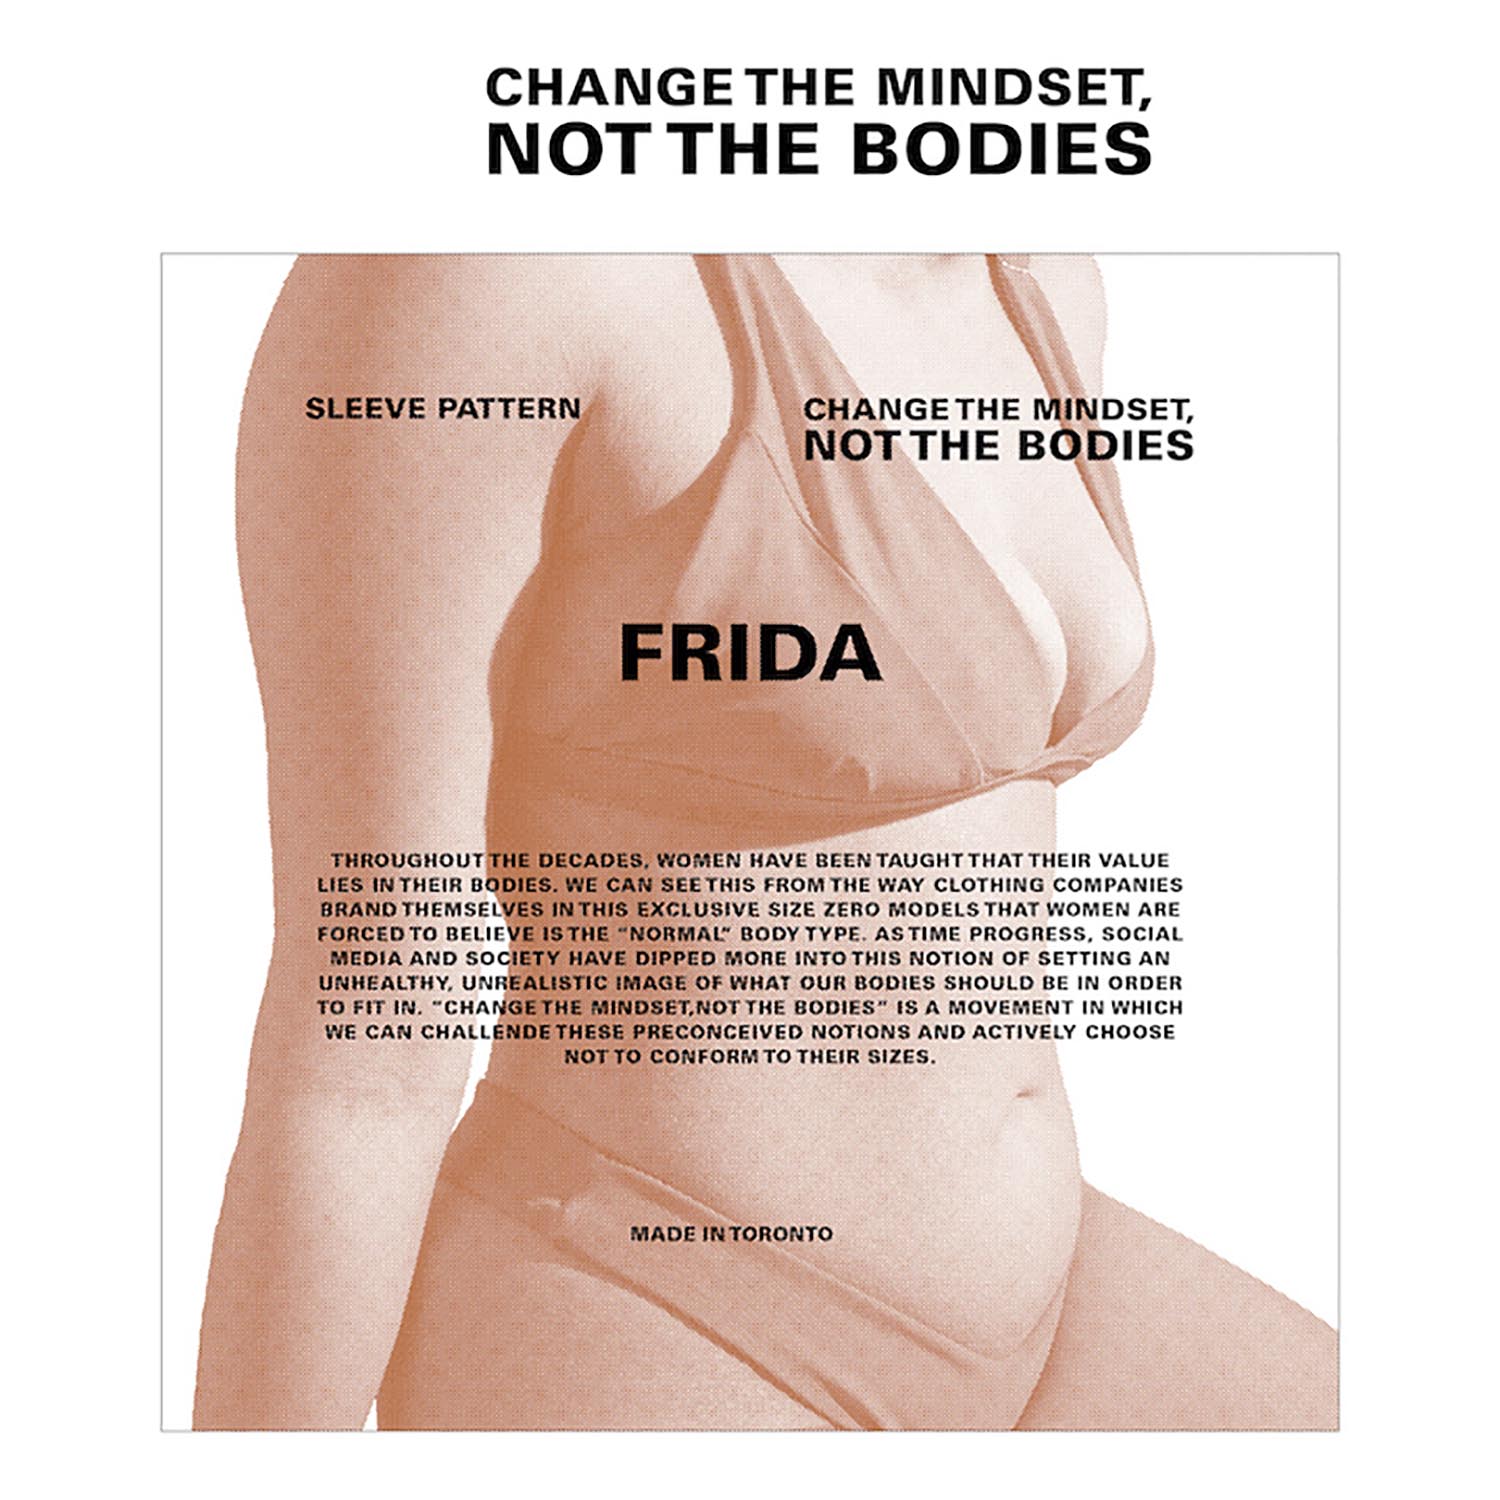 CHANGE THE MINDSET,
NOT THE BODIES
SLEEVE PATTERN
CHANGE THE MINDSET,
NOT THE BODIES
FRIDA
THROUGHOUT THE DECADES, WOMEN HAVE BEEN TAUGHT THAT THEIR VALUE
LIES IN THEIR BODIES. WE CAN SEE THIS FROM THE WAY CLOTHING COMPANIES
BRAND THEMSELVES IN THIS EXCLUSIVE SIZE ZERO MODELS THAT WOMEN ARE
FORCED TO BELIEVE IS THE “NORMAL” BODY TYPE. AS TIME PROGRESS, SOCIAL
MEDIA AND SOCIETY HAVE DIPPED MORE INTO THIS NOTION OF SETTING AN
UNHEALTHY, UNREALISTIC IMAGE OF WHAT OUR BODIES SHOULD BE IN ORDER
TO FIT IN. “CHANGE THE MINDSET,NOT THE BODIES” IS A MOVEMENT IN WHICH
WE CAN CHALLENDE THESE PRECONCEIVED NOTIONS AND ACTIVELY CHOOSE
NOT TO CONFORM TO THEIR SIZES.
MADE IN TORONTO